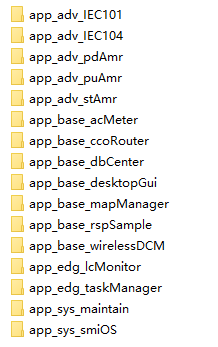 app_adv_IEC101
app_adv_IEC104
app_adv_pdAmr
app_adv_puAmr
app_adv_stAmr
app_base_acMeter
app_base_ccoRouter
app_base_dbCenter
app_base_desktopGui
app_base_mapManager
app_base_rspSample
app_base_wirelessDCM
app_edg_lcMonitor
app_edg_taskManager
app_sys_maintain
app_sys_smiOS